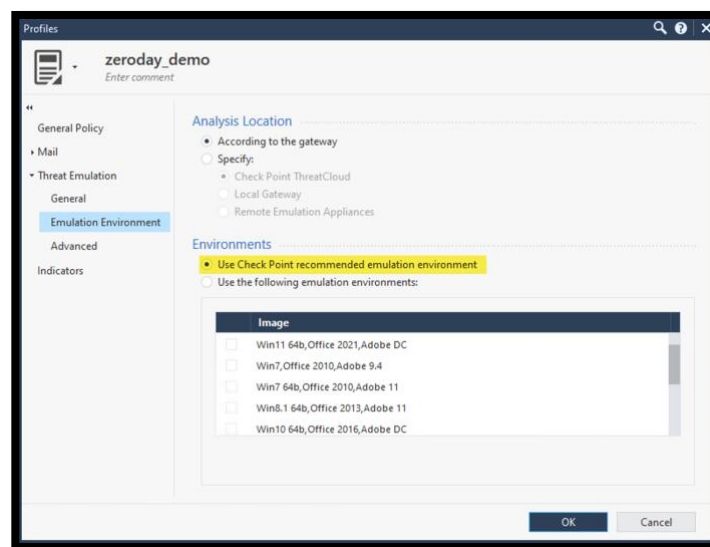 Profiles
zeroday_demo
Enter comment
General Policy
Mail
Threat Emulation
General
Emulation Environment
Advanced
Indicators
Analysis Location
According to the gateway
Specify:
Check Point ThreatCloud
Local Gateway
Remote Emulation Appliances
Environments
Use Check Point recommended emulation environment
Use the following emulation environments:
Image
Win11 64b,Office 2021,Adobe DC
Win7,Office 2010,Adobe 9.4
Win7 64b,Office 2010,Adobe 11
Win8.1 64b,Office 2013,Adobe 11
Win10 64b,Office 2016,Adobe DC
OK
Cancel